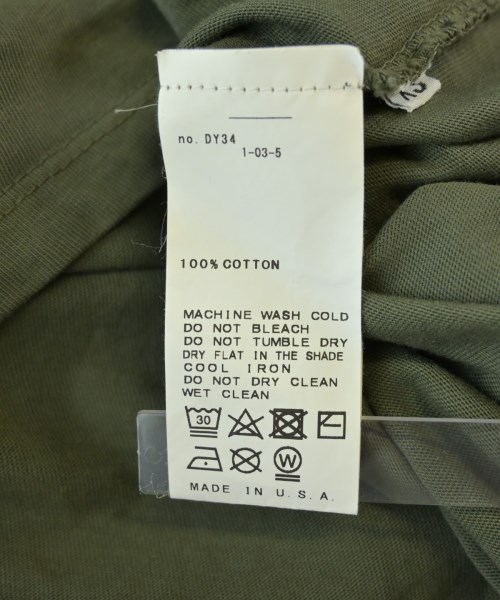 no. DY34
1-03-5
100% COTTON
MACHINE WASH COLD
DO NOT BLEACH
DO NOT TUMBLE DRY
DRY FLAT IN THE SHADE
COOL IRON
DO NOT DRY CLEAN
WET CLEAN
30
W
MADE IN U.S.A.